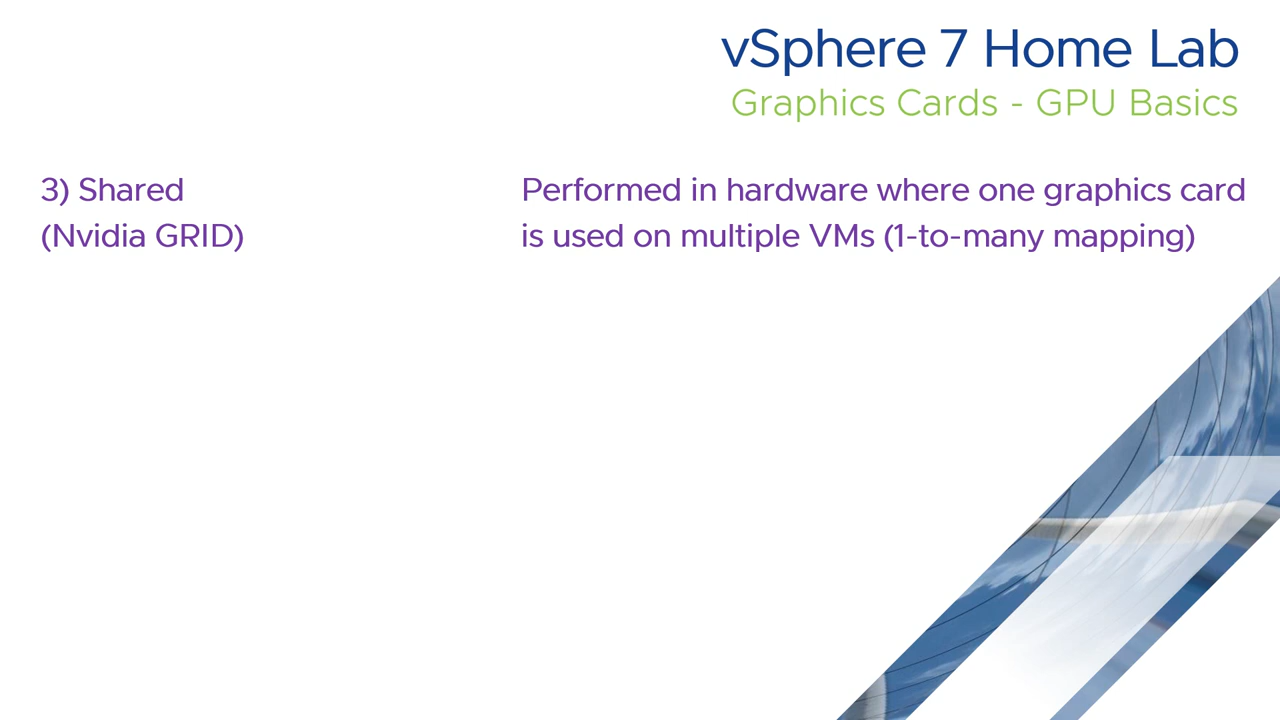 vSphere 7 Home Lab
Graphics Cards - GPU Basics
3) Shared
(Nvidia GRID)
Performed in hardware where one graphics card
is used on multiple VMs (1-to-many mapping)